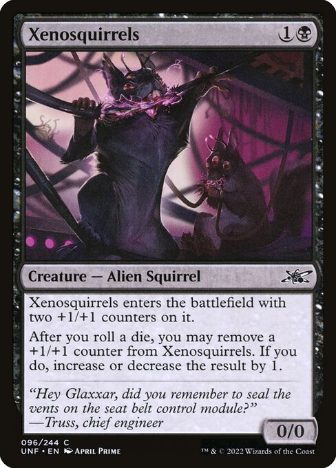 Xenosquirrels 1
Creature — Alien Squirrel
Xenosquirrels enters the battlefield with
two +1/+1 counters on it.
After you roll a die, you may remove a
+1/+1 counter from Xenosquirrels. If you
do, increase or decrease the result by 1.
“Hey Glaxxar, did you remember to seal the
vents on the seat belt control module?”
—Truss, chief engineer
0/0
096/244 C
UNF • EN APRIL PRIME
™ & © 2022 Wizards of the Coast